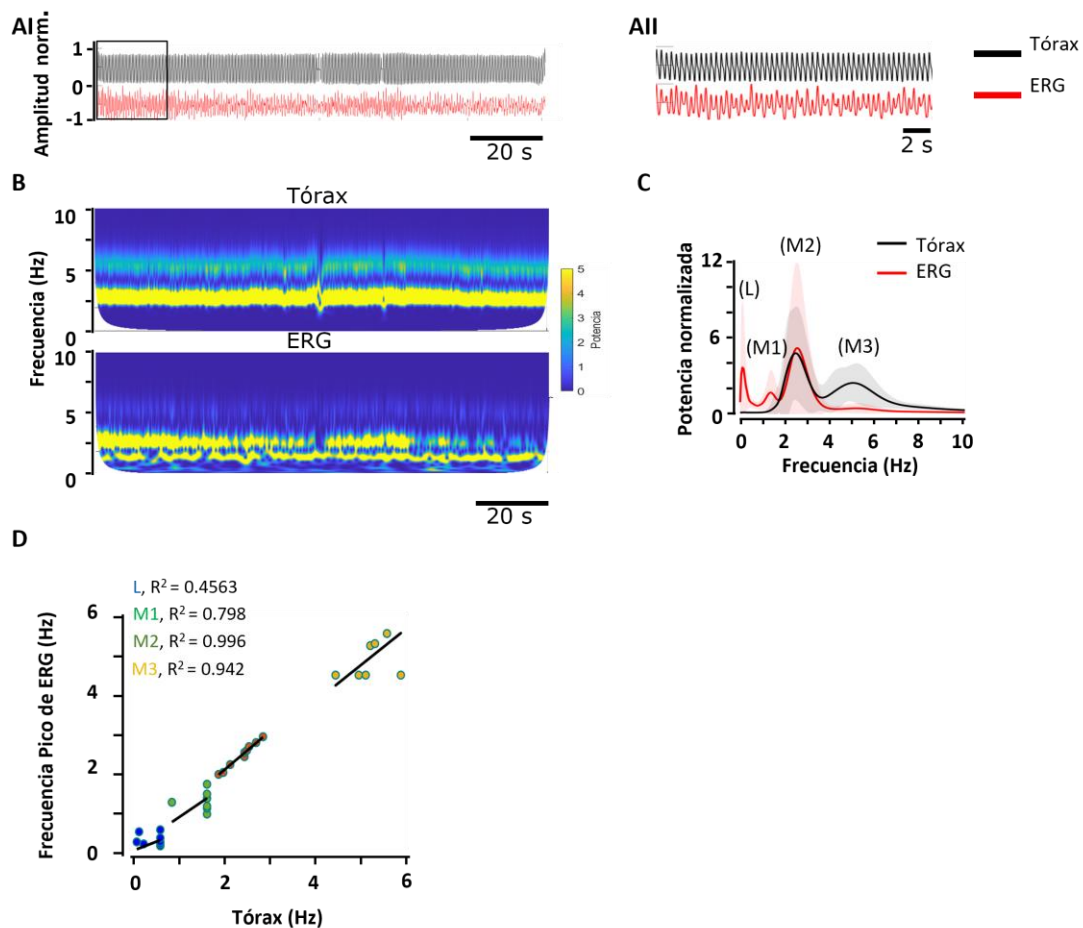 AI
Amplitud norm.
1
0
-1
20 s
AII
2 s
Tórax
ERG
B
Tórax
Frecuencia (Hz)
10
5
0
ERG
10
5
0
5
4
3
2
1
0
Potencia
20 s
C
Tórax
ERG
Potencia normalizada
12
6
0
(L)
(M1)
(M2)
(M3)
0 2 4 6 8 10
Frecuencia (Hz)
D
L, R² = 0.4563
M1, R² = 0.798
M2, R² = 0.996
M3, R² = 0.942
Frecuencia Pico de ERG (Hz)
6
4
2
0
0 2 4 6
Tórax (Hz)